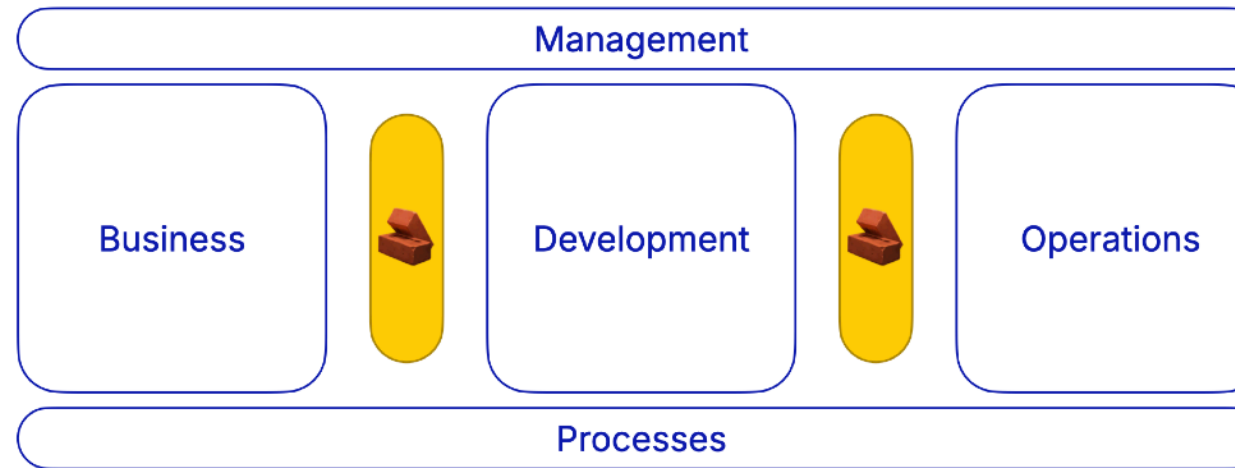 Management
Business
Development
Operations
Processes